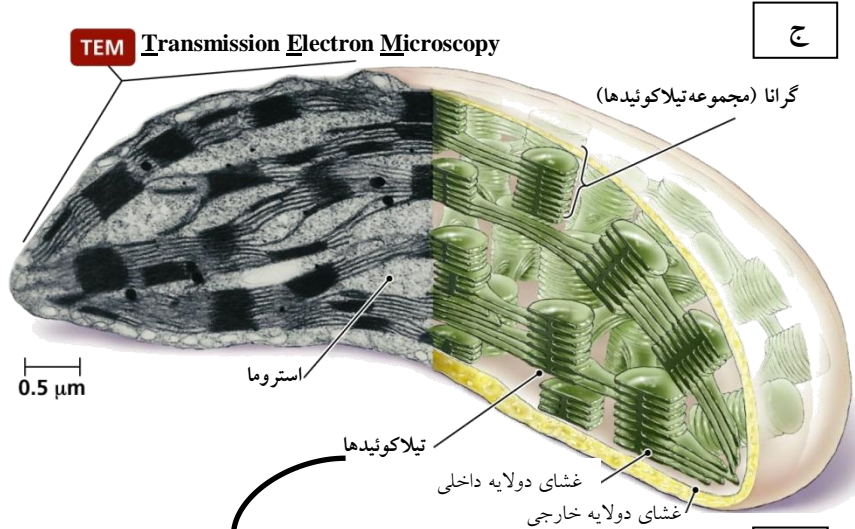 ج
TEM Transmission Electron Microscopy
گرانا (مجموعه تیلاکوئیدها)
0.5 µm
استروما
تیلاکوئیدها
غشای دولایه داخلی
غشای دولایه خارجی